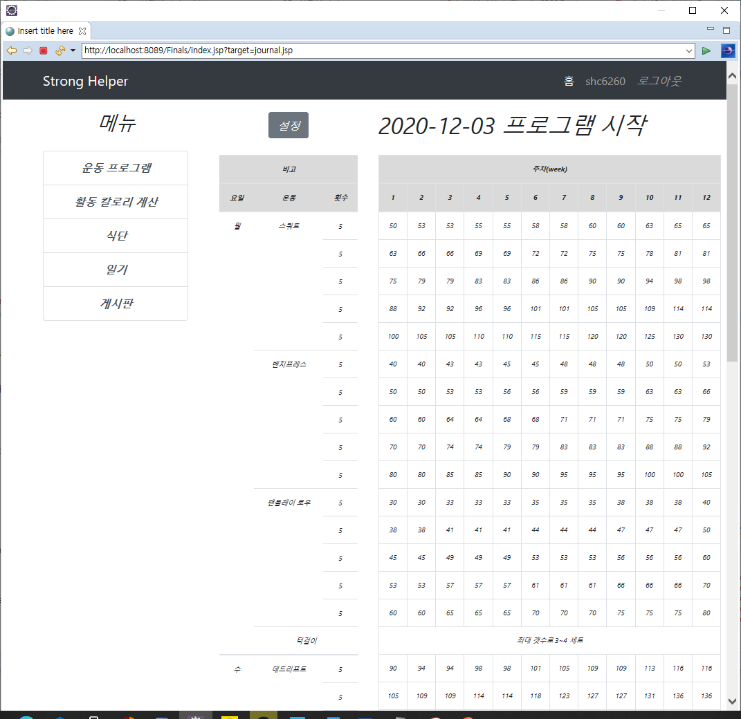 Insert title here
http://localhost:8089/Finals/index.jsp?target=journal.jsp
Strong Helper
홈 shc6260 로그아웃
메뉴
운동 프로그램
활동 칼로리 계산
식단
일기
게시판
설정
2020-12-03 프로그램 시작
비고
주차(week)
요일 운동 횟수 1 2 3 4 5 6 7 8 9 10 11 12
월 스쿼트 5 50 53 53 55 55 58 58 60 60 63 65 65
5 63 66 66 69 69 72 72 75 75 78 81 81
5 75 79 79 83 83 86 86 90 90 94 98 98
5 88 92 92 96 96 101 101 105 105 109 114 114
5 100 105 105 110 110 115 115 120 120 125 130 130
벤치프레스 5 40 40 43 43 45 45 48 48 48 50 50 53
5 50 50 53 53 56 56 59 59 59 63 63 66
5 60 60 64 64 68 68 71 71 71 75 75 79
5 70 70 74 74 79 79 83 83 83 88 88 92
5 80 80 85 85 90 90 95 95 95 100 100 105
팬들레이 로우 5 30 30 33 33 33 35 35 35 38 38 38 40
5 38 38 41 41 41 44 44 44 47 47 47 50
5 45 45 49 49 49 53 53 53 56 56 56 60
5 53 53 57 57 57 61 61 61 66 66 66 70
5 60 60 65 65 65 70 70 70 75 75 75 80
턱걸이 최대 갯수로 3~4 세트
수 데드리프트 5 90 94 94 98 98 101 105 109 109 113 116 116
5 105 109 109 114 114 118 123 127 127 131 136 136